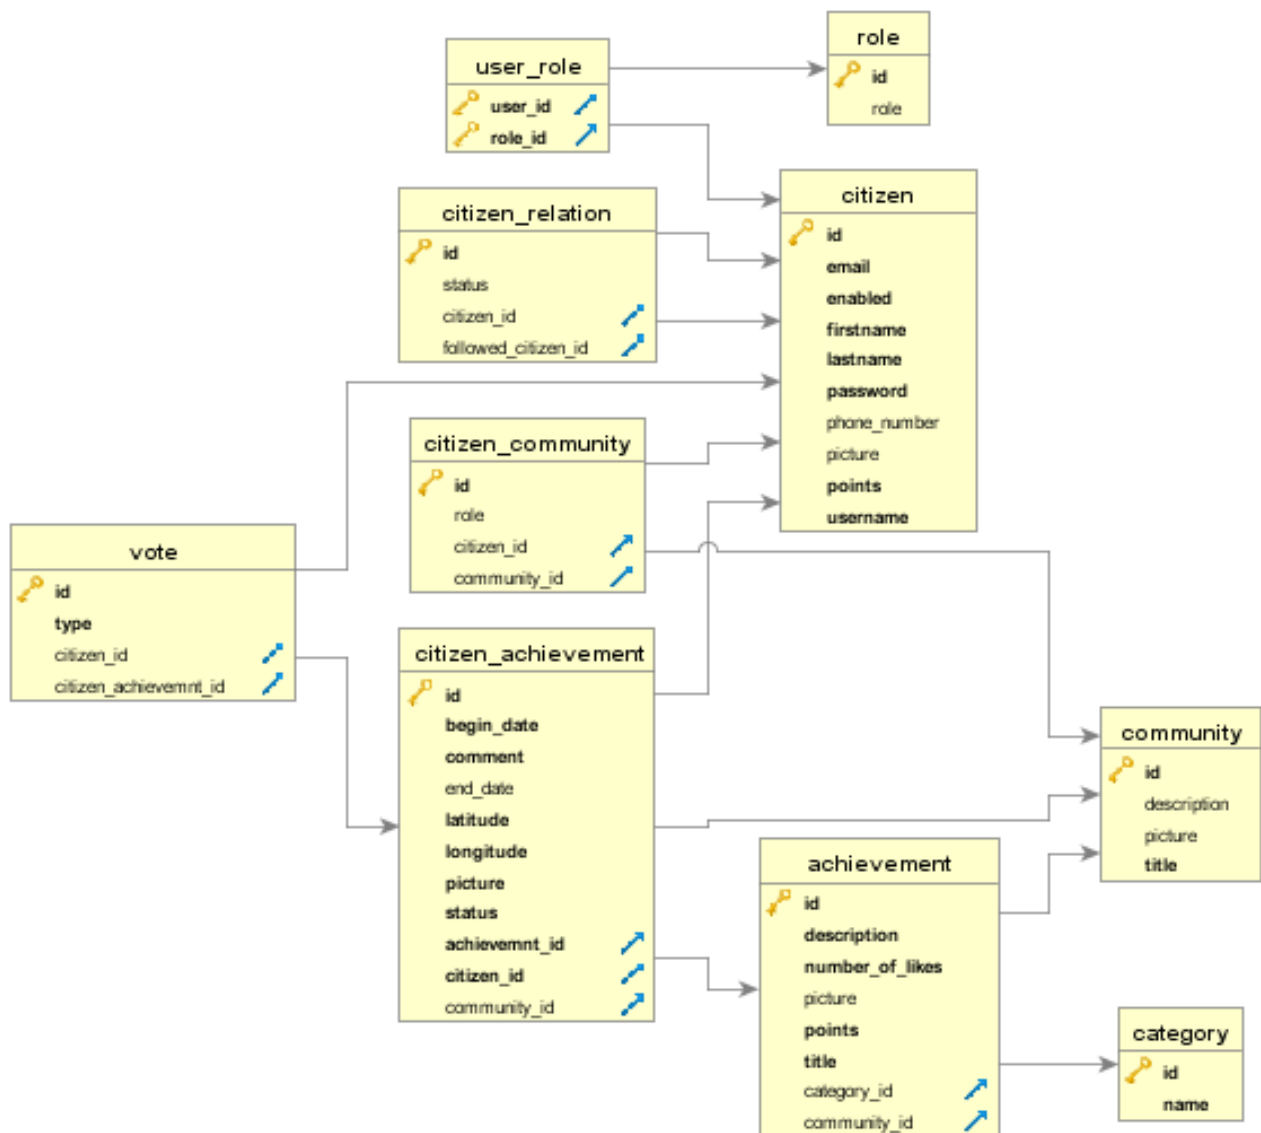 user_role
user_id
role_id
role
id
role
citizen_relation
id
status
citizen_id
followed_citizen_id
citizen
id
email
enabled
firstname
lastname
password
phone_number
picture
points
username
citizen_community
id
role
citizen_id
community_id
vote
id
type
citizen_id
citizen_achievemnt_id
citizen_achievement
id
begin_date
comment
end_date
latitude
longitude
picture
status
achievemnt_id
citizen_id
community_id
community
id
description
picture
title
achievement
id
description
number_of_likes
picture
points
title
category_id
community_id
category
id
name